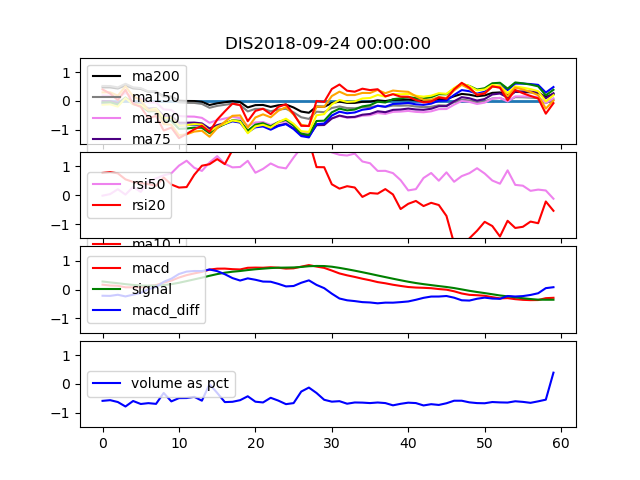 DIS2018-09-24 00:00:00
1
0
−1
ma200
ma150
ma100
ma75
1
0
−1
rsi50
rsi20
ma10
1
0
−1
macd
signal
macd_diff
1
0
−1
volume as pct
0 10 20 30 40 50 60